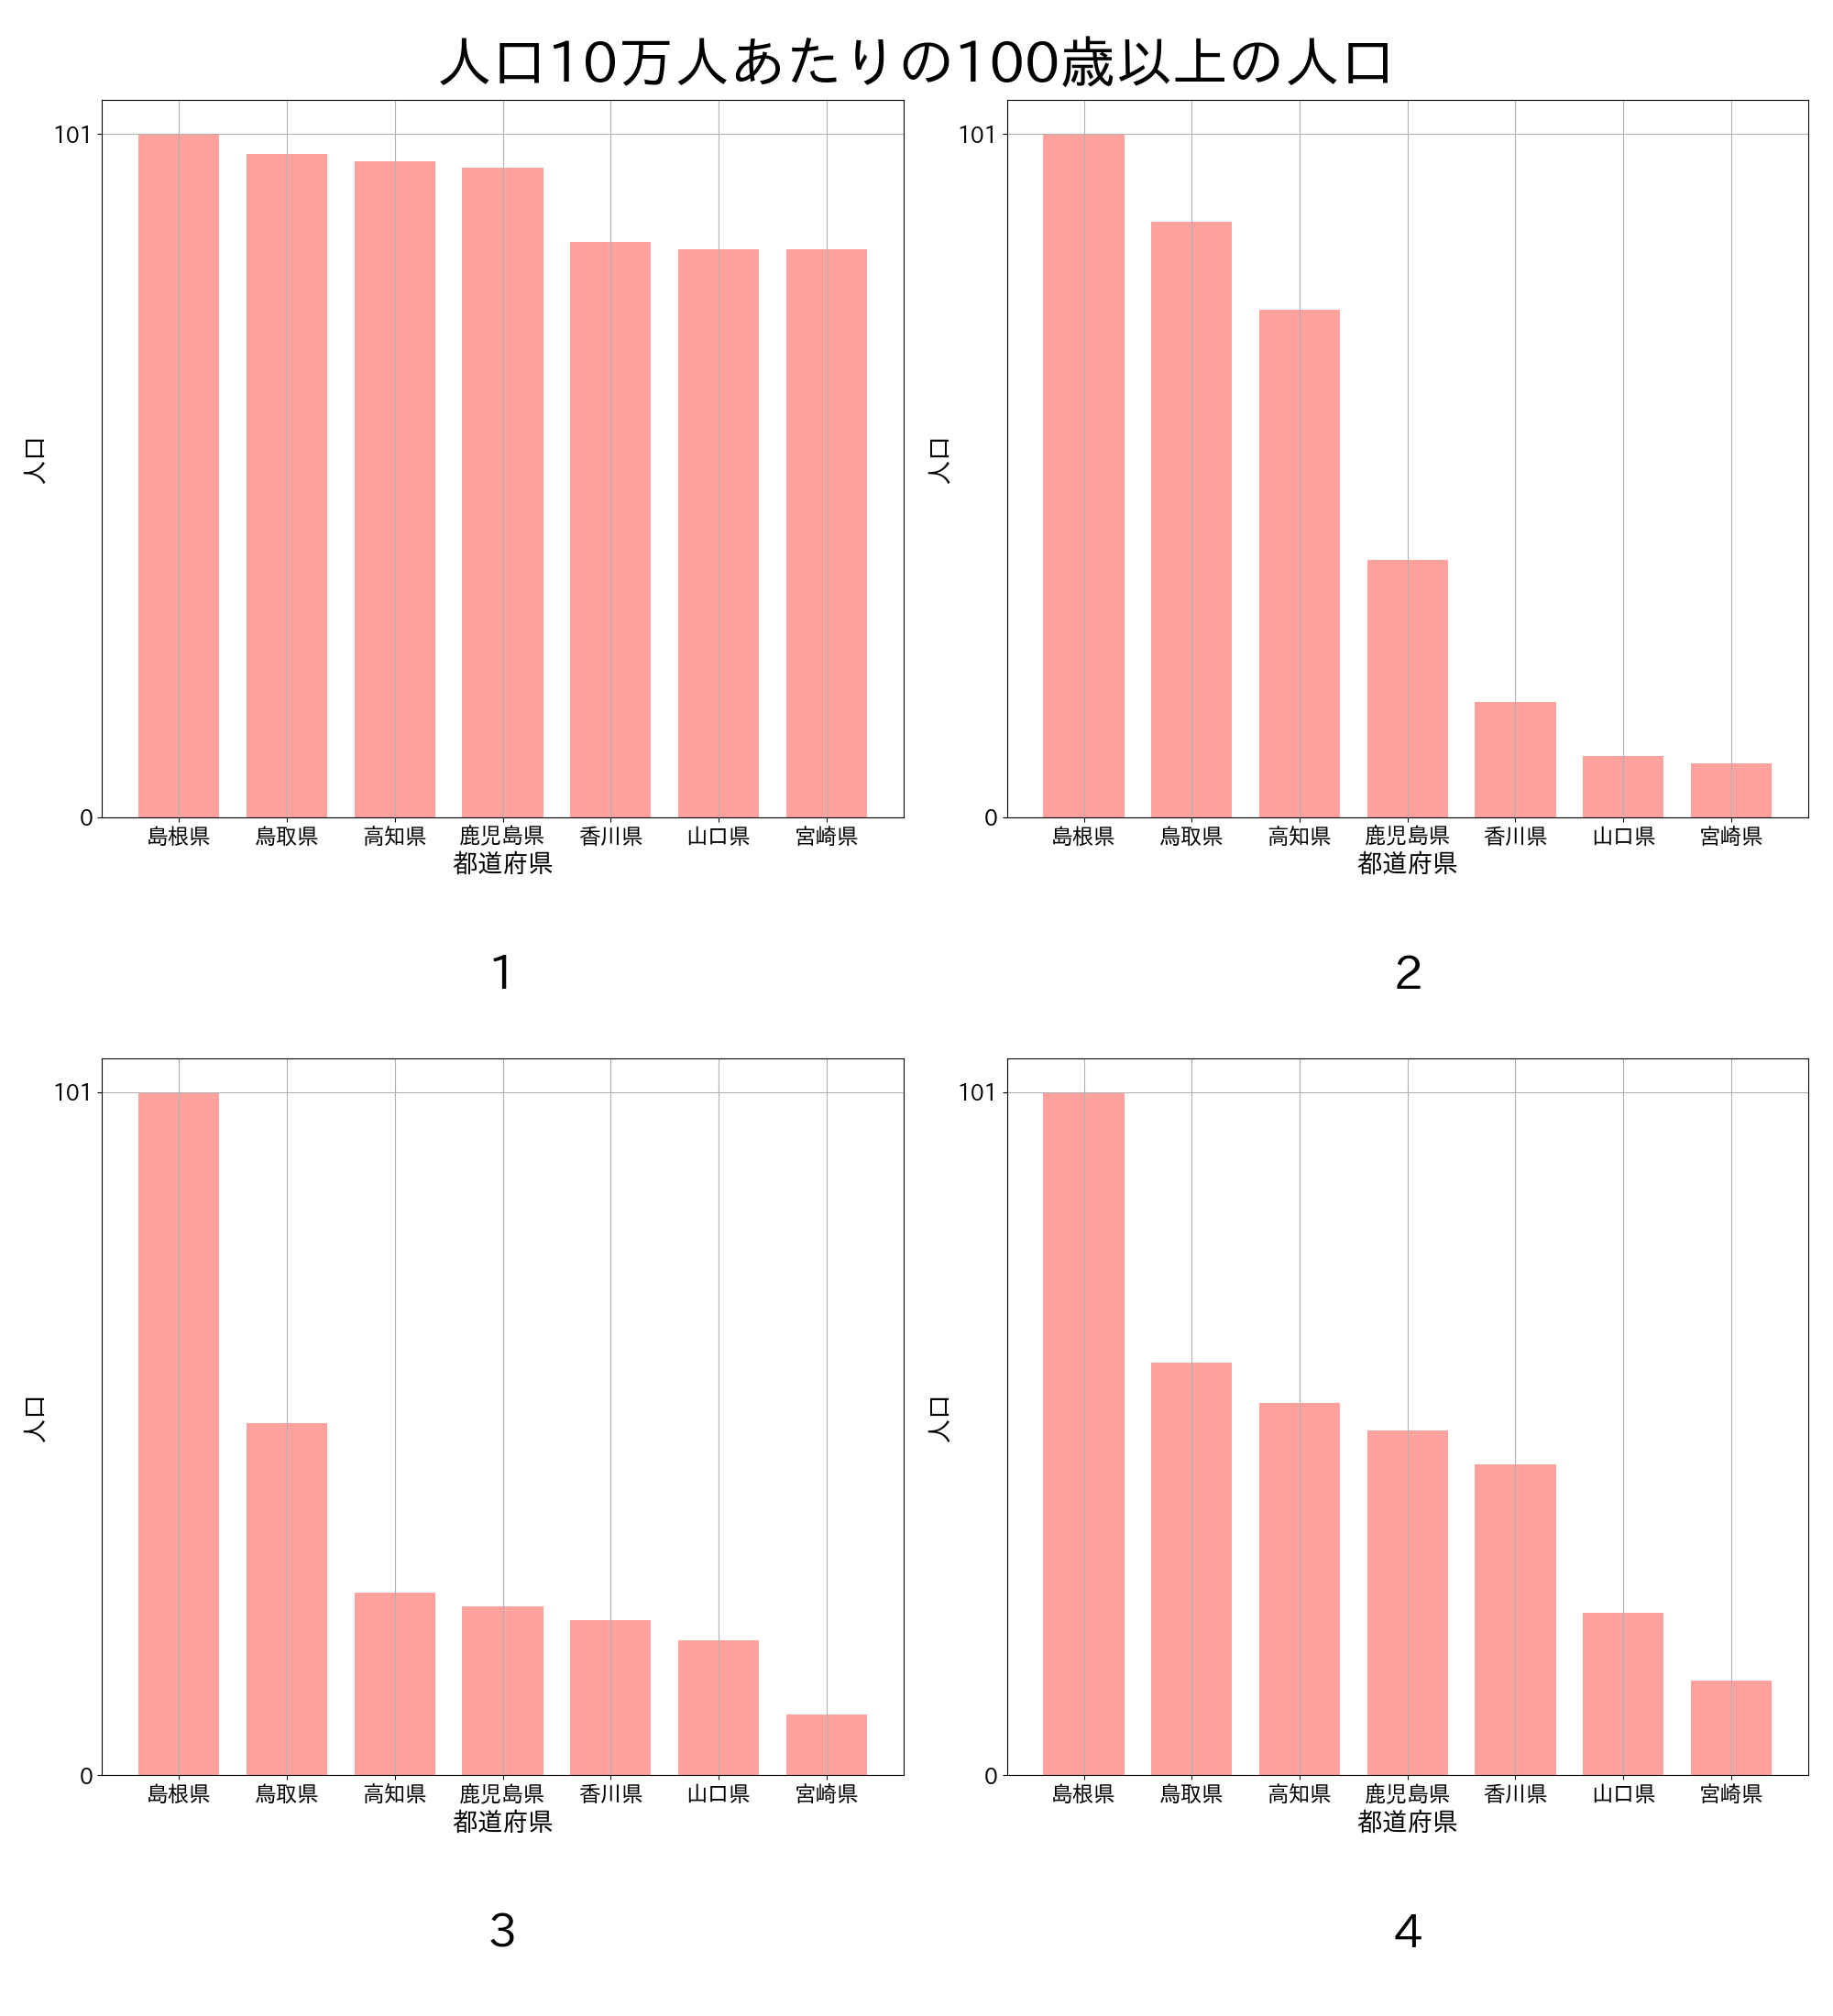 人口10万人あたりの100歳以上の人口
101
人口
0
島根県 鳥取県 高知県 鹿児島県 香川県 山口県 宮崎県
都道府県
1
101
人口
0
島根県 鳥取県 高知県 鹿児島県 香川県 山口県 宮崎県
都道府県
2
101
人口
0
島根県 鳥取県 高知県 鹿児島県 香川県 山口県 宮崎県
都道府県
3
101
人口
0
島根県 鳥取県 高知県 鹿児島県 香川県 山口県 宮崎県
都道府県
4